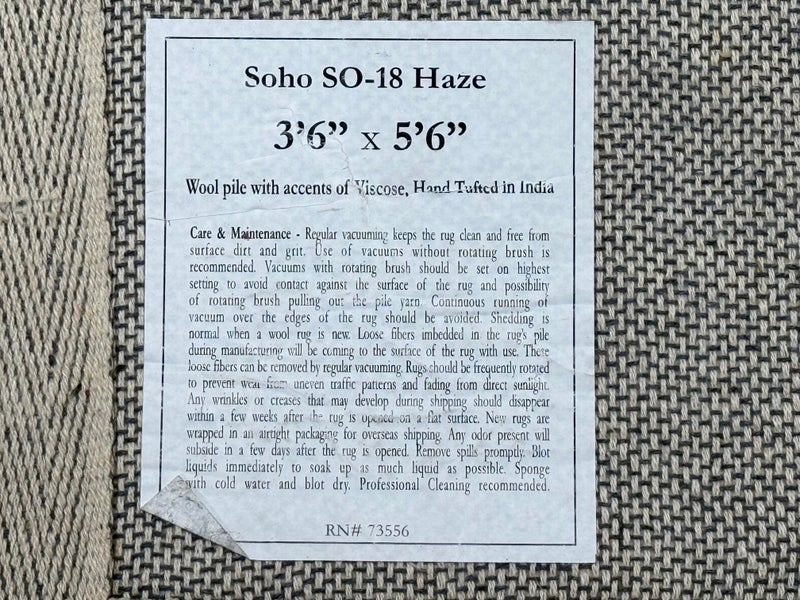 Soho SO-18 Haze
3’6” x 5’6”
Wool pile with accents of Viscose, Hand Tufted in India
Care & Maintenance - Regular vacuuming keeps the rug clean and free from
surface dirt and grit. Use of vacuums without rotating brush is
recommended. Vacuums with rotating brush should be set on highest
setting to avoid contact against the surface of the rug and possibility
of rotating brush pulling out the pile yarn. Continuous running of
vacuum over the edges of the rug should be avoided. Shedding is
normal when a wool rug is new. Loose fibers imbedded in the rug's pile
during manufacturing will be coming to the surface of the rug with use. These
loose fibers can be removed by regular vacuuming. Rugs should be frequently rotated
to prevent wear from uneven traffic patterns and fading from direct sunlight.
Any wrinkles or creases that may develop during shipping should disappear
within a few weeks after the rug is opened on a flat surface. New rugs are
wrapped in an airtight packaging for overseas shipping. Any odor present will
subside in a few days after the rug is opened. Remove spills promptly. Blot
liquids immediately to soak up as much liquid as possible. Sponge
with cold water and blot dry. Professional Cleaning recommended.
RN# 73556